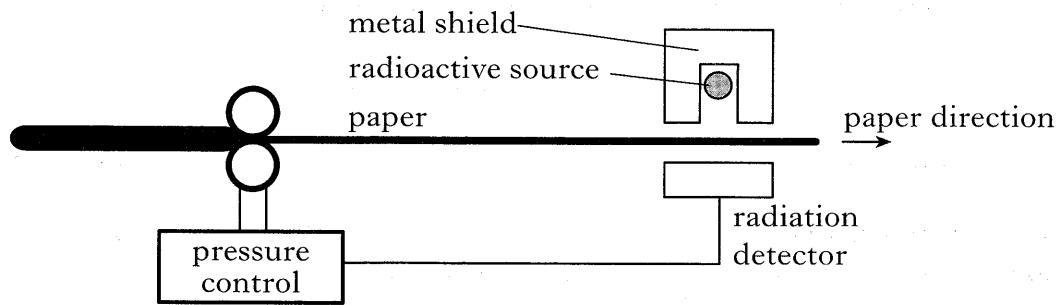 metal shield
radioactive source
paper
paper direction
radiation
detector
pressure
control